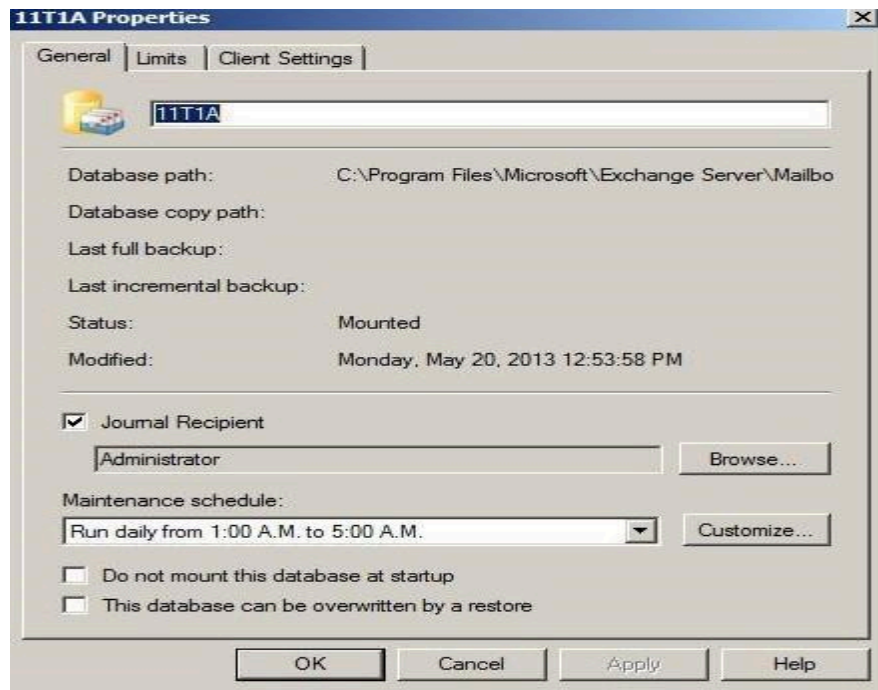 11T1A Properties
General Limits Client Settings
11T1A
Database path: C:\Program Files\Microsoft\Exchange Server\Mailbo
Database copy path:
Last full backup:
Last incremental backup:
Status: Mounted
Modified: Monday, May 20, 2013 12:53:58 PM
Journal Recipient
Administrator Browse...
Maintenance schedule:
Run daily from 1:00 A.M. to 5:00 A.M. Customize...
Do not mount this database at startup
This database can be overwritten by a restore
OK Cancel Apply Help